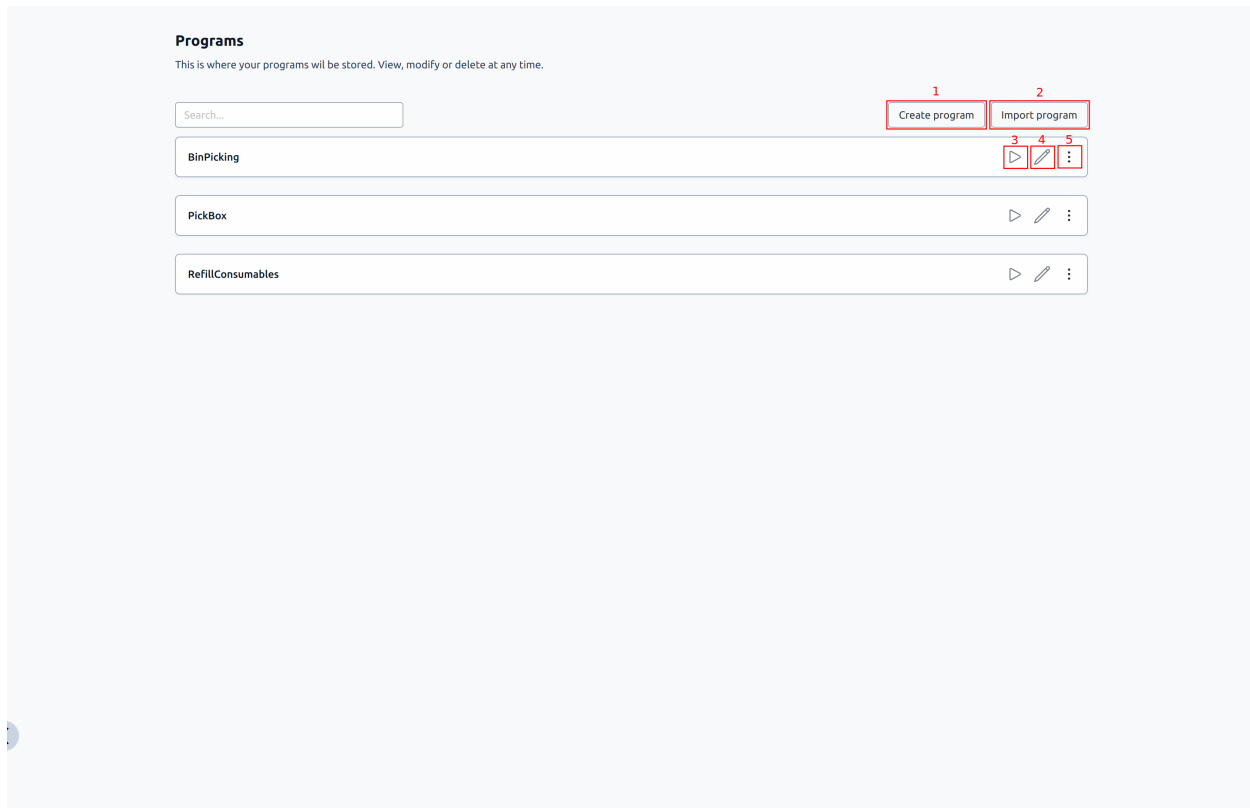 Programs
This is where your programs wil be stored. View, modify or delete at any time.
1 2
Search... Create program Import program
3 4 5
BinPicking
PickBox
RefillConsumables